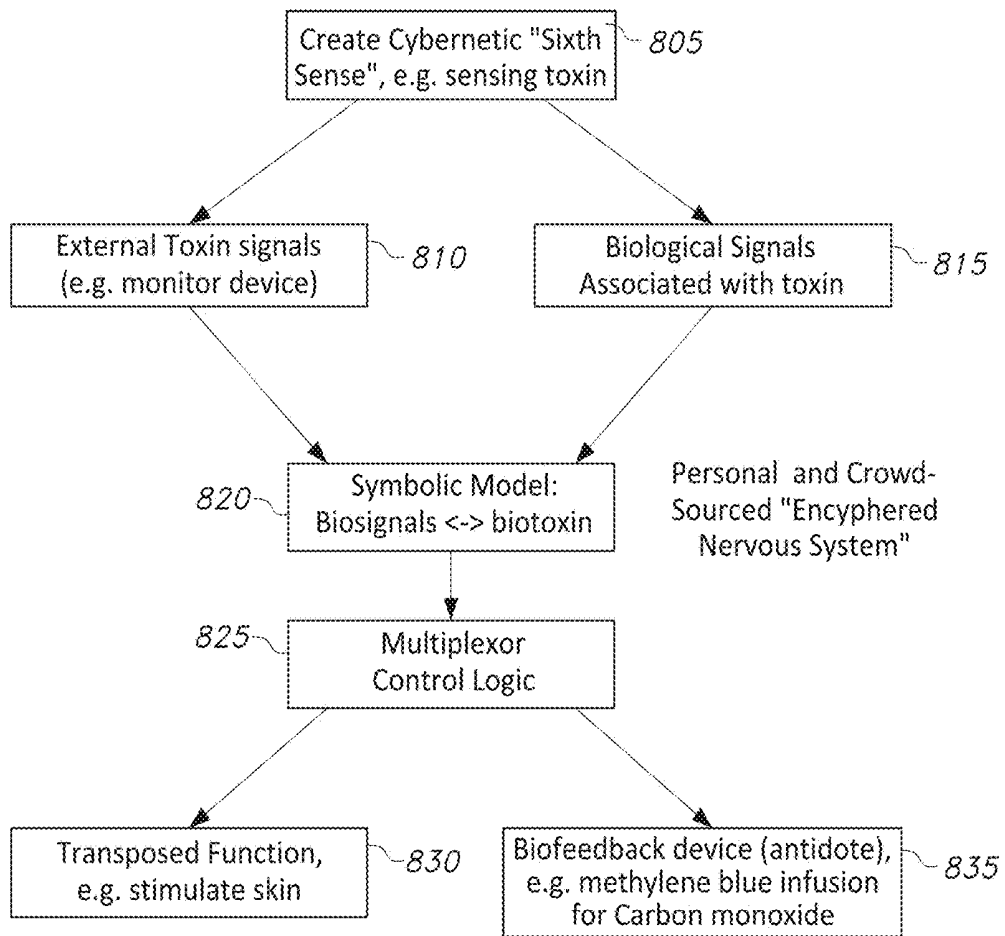 Create Cybernetic "Sixth
Sense", e.g. sensing toxin
805
External Toxin signals
(e.g. monitor device)
810
Biological Signals
Associated with toxin
815
820
Symbolic Model:
Biosignals <-> biotoxin
Personal and Crowd-
Sourced "Encyphered
Nervous System"
825
Multiplexor
Control Logic
Transposed Function,
e.g. stimulate skin
830
Biofeedback device (antidote),
e.g. methylene blue infusion
for Carbon monoxide
835